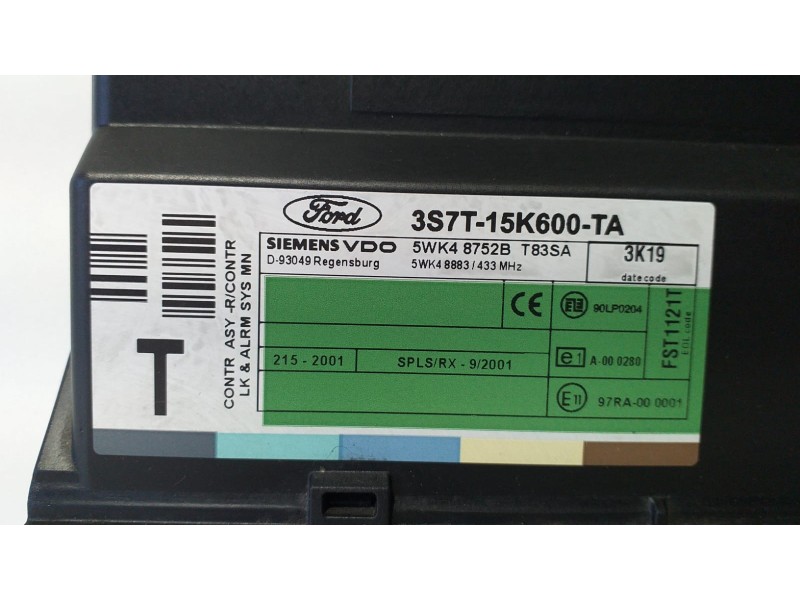 Ford
3S7T-15K600-TA
SIEMENS VDO 5WK4 8752B T83SA
D-93049 Regensburg 5WK4 8883 / 433 MHz
3K19
datecode
T
CONTR ASY -R/CONTR
LK & ALRM SYS MN
CE
90LP0204
215 - 2001 SPLS/RX - 9/2001
e1 A-00 0280
E11 97RA-00 0001
FST1121T
EOL code